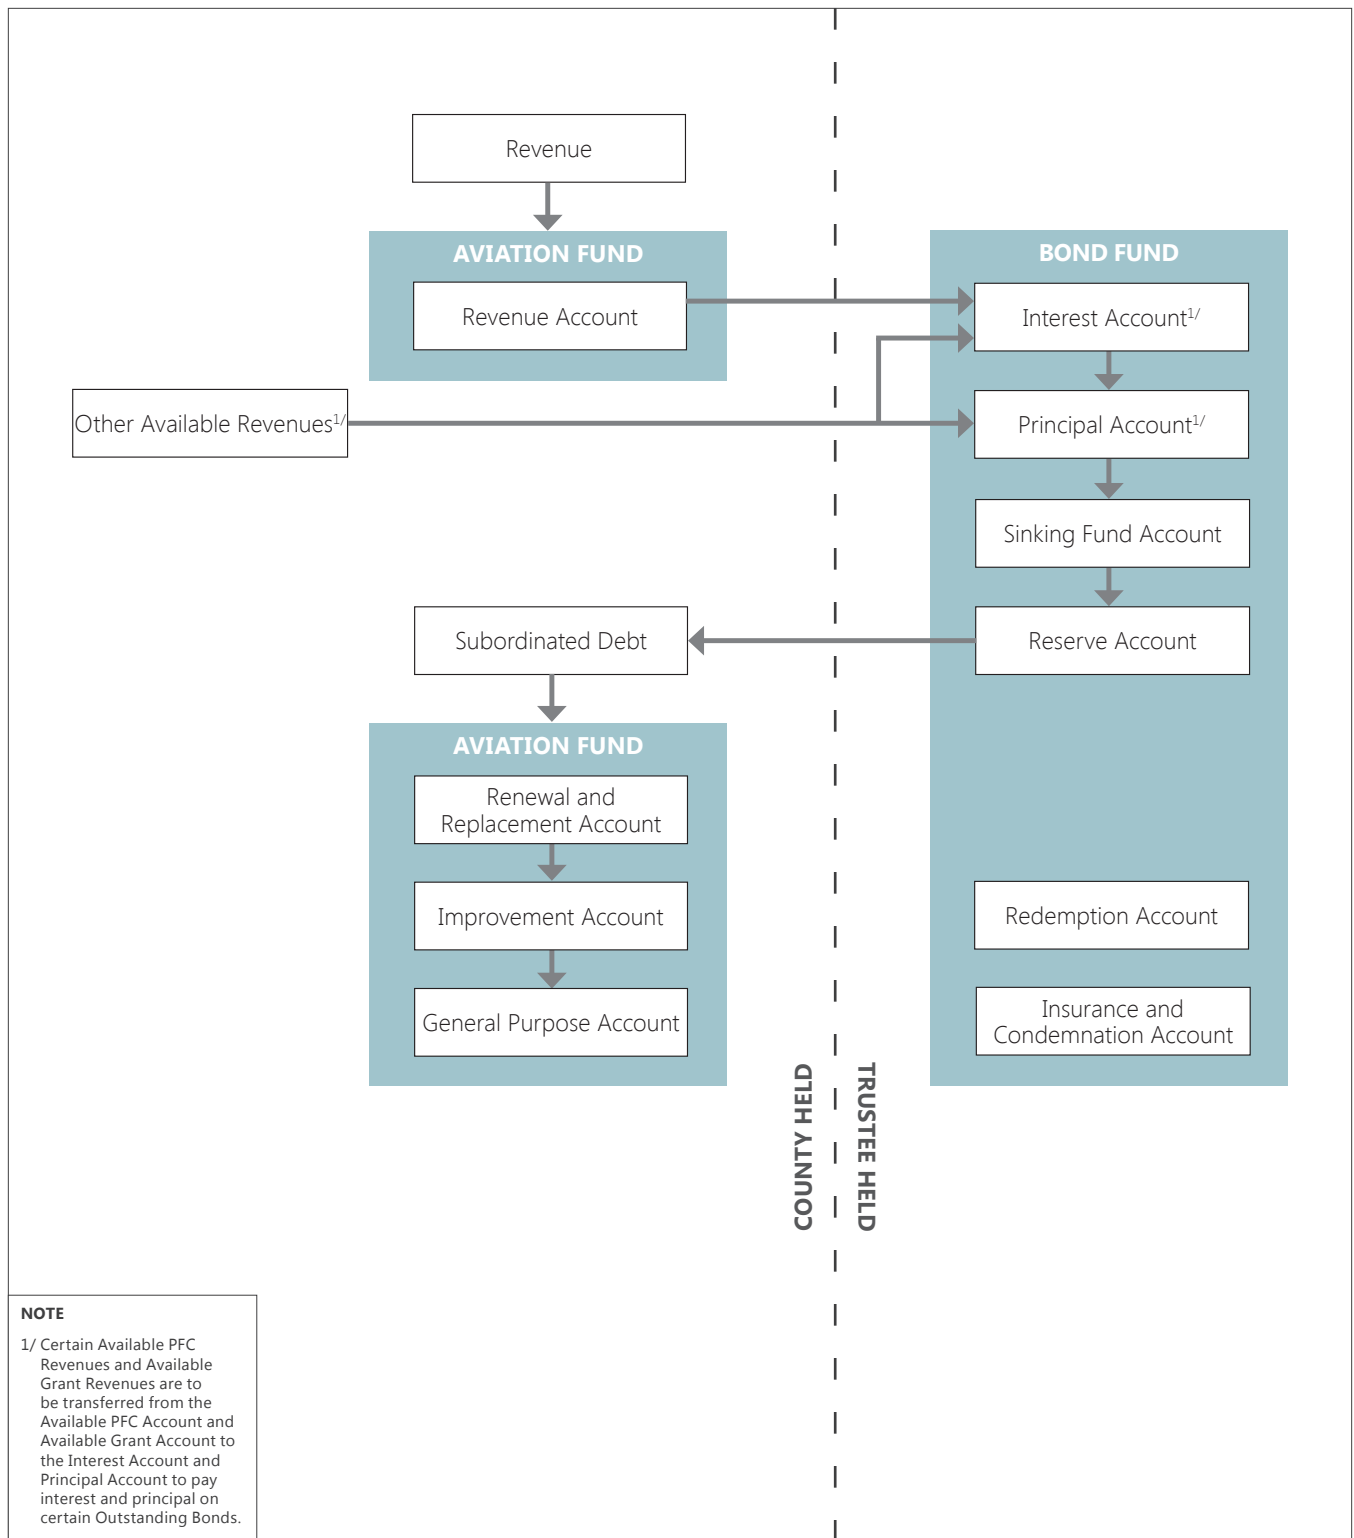 Revenue
AVIATION FUND
Revenue Account
BOND FUND
Interest Account1/
Other Available Revenues1/
Principal Account1/
Sinking Fund Account
Subordinated Debt
Reserve Account
AVIATION FUND
Renewal and
Replacement Account
Improvement Account
General Purpose Account
Redemption Account
Insurance and
Condemnation Account
COUNTY HELD
TRUSTEE HELD
NOTE
1/ Certain Available PFC
Revenues and Available
Grant Revenues are to
be transferred from the
Available PFC Account and
Available Grant Account to
the Interest Account and
Principal Account to pay
interest and principal on
certain Outstanding Bonds.